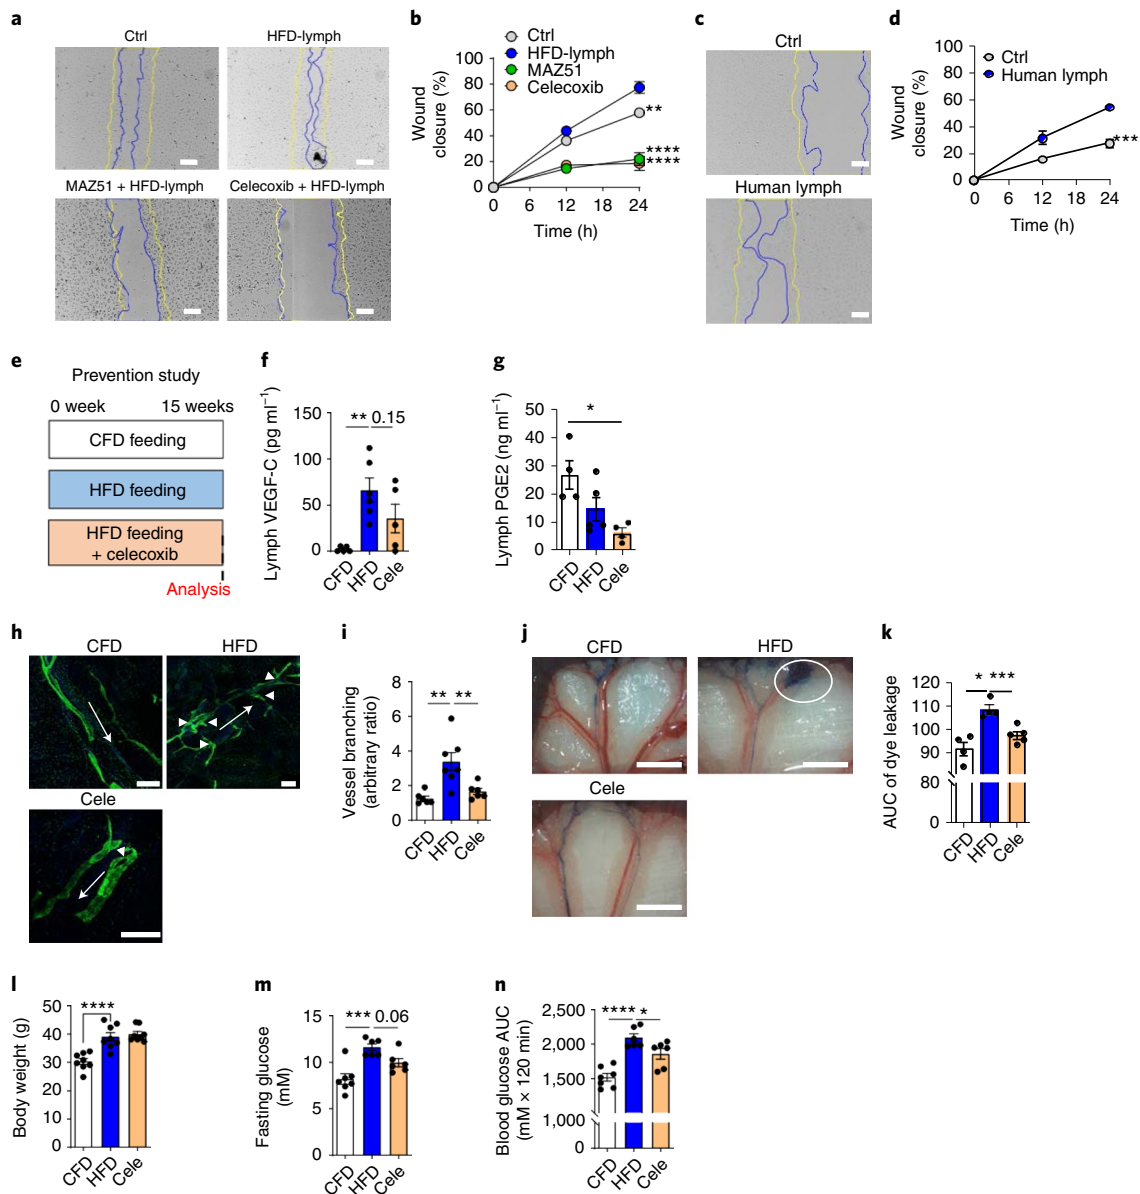 a
Ctrl
HFD-lymph
MAZ51 + HFD-lymph
Celecoxib + HFD-lymph
b
Ctrl
HFD-lymph
MAZ51
Celecoxib
Wound
closure (%)
100
80
60
40
20
0
**
****
****
0 6 12 18 24
Time (h)
c
Ctrl
Human lymph
d
Ctrl
Human lymph
Wound
closure (%)
100
80
60
40
20
0
***
0 6 12 18 24
Time (h)
e
Prevention study
0 week 15 weeks
CFD feeding
HFD feeding
HFD feeding
+ celecoxib
Analysis
f
Lymph VEGF-C (pg ml⁻¹)
150
100
50
0
** 0.15
CFD HFD Cele
g
Lymph PGE2 (ng ml⁻¹)
50
40
30
20
10
0
*
CFD HFD Cele
h
CFD
HFD
Cele
i
Vessel branching
(arbitrary ratio)
8
6
4
2
0
** **
CFD HFD Cele
j
CFD
HFD
Cele
k
AUC of dye leakage
120
110
100
90
80
0
* ***
CFD HFD Cele
l
Body weight (g)
50
40
30
20
10
0
****
CFD HFD Cele
m
Fasting glucose
(mM)
15
10
5
0
*** 0.06
CFD HFD Cele
n
Blood glucose AUC
(mM × 120 min)
2,500
2,000
1,500
1,000
0
**** *
CFD HFD Cele